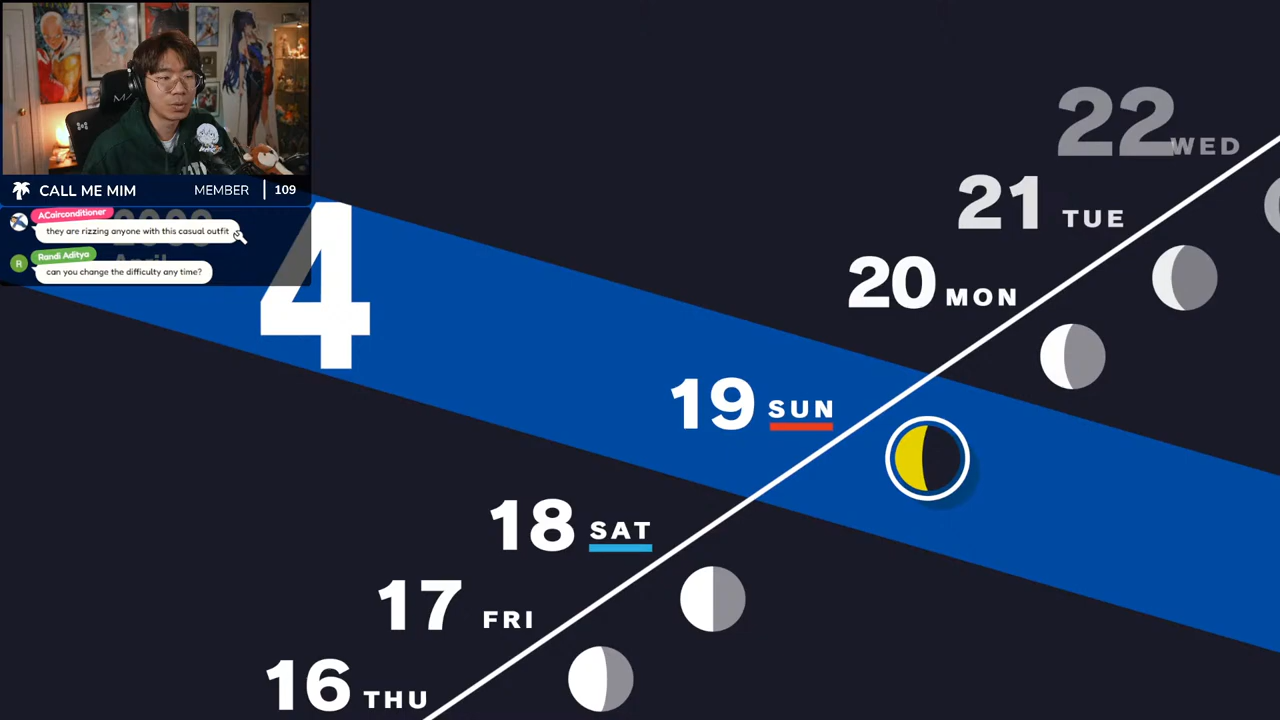 CALL ME MIM MEMBER 109
ACairconditioner
they are rizzing anyone with this casual outfit
Randi Aditya
can you change the difficulty any time?
2009
April
4
22 WED
21 TUE
20 MON
19 SUN
18 SAT
17 FRI
16 THU